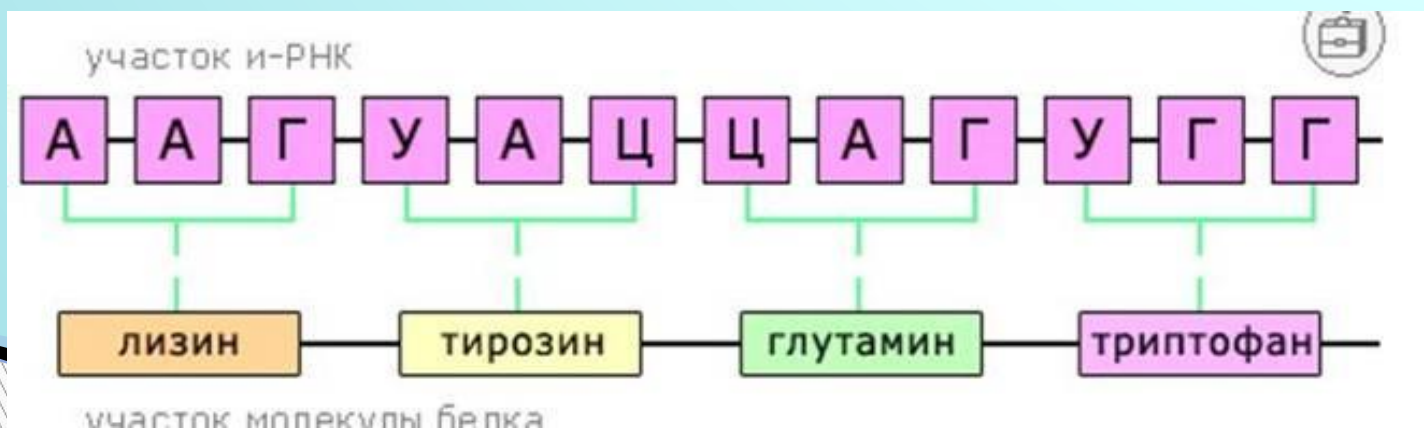 участок и-РНК
А А Г У А Ц Ц А Г У Г Г
лизин тирозин глутамин триптофан
участок молекулы белка